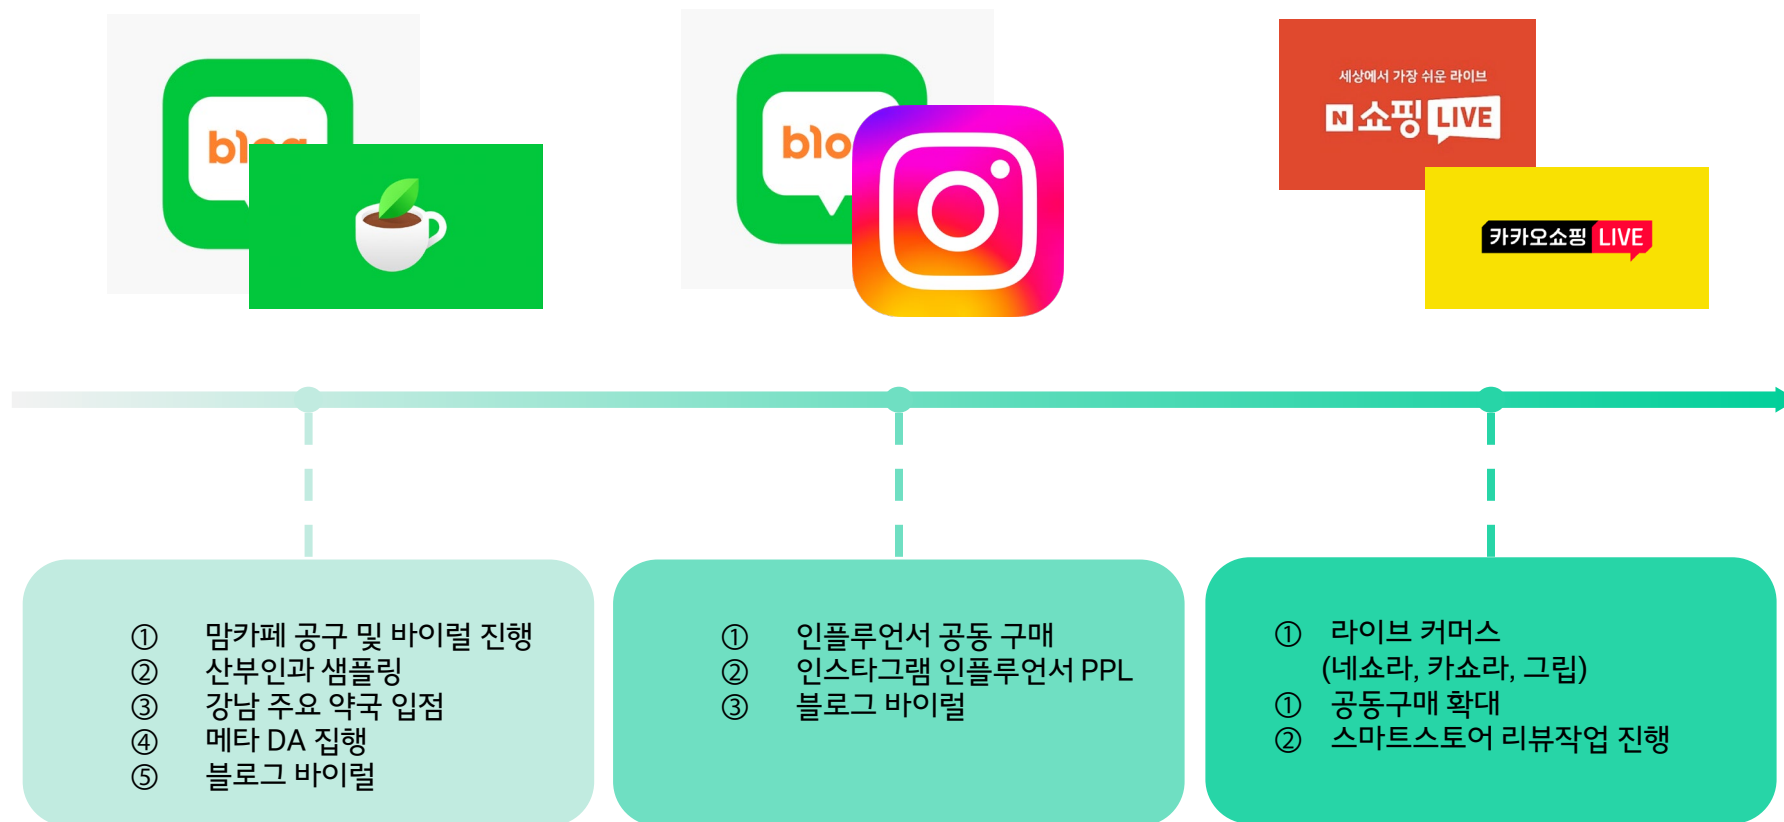 blog
blo
세상에서 가장 쉬운 라이브
N 쇼핑 LIVE
카카오쇼핑 LIVE
① 맘카페 공구 및 바이럴 진행
② 산부인과 샘플링
③ 강남 주요 약국 입점
④ 메타 DA 집행
⑤ 블로그 바이럴
① 인플루언서 공동 구매
② 인스타그램 인플루언서 PPL
③ 블로그 바이럴
① 라이브 커머스
(네쇼라, 카쇼라, 그립)
① 공동구매 확대
② 스마트스토어 리뷰작업 진행